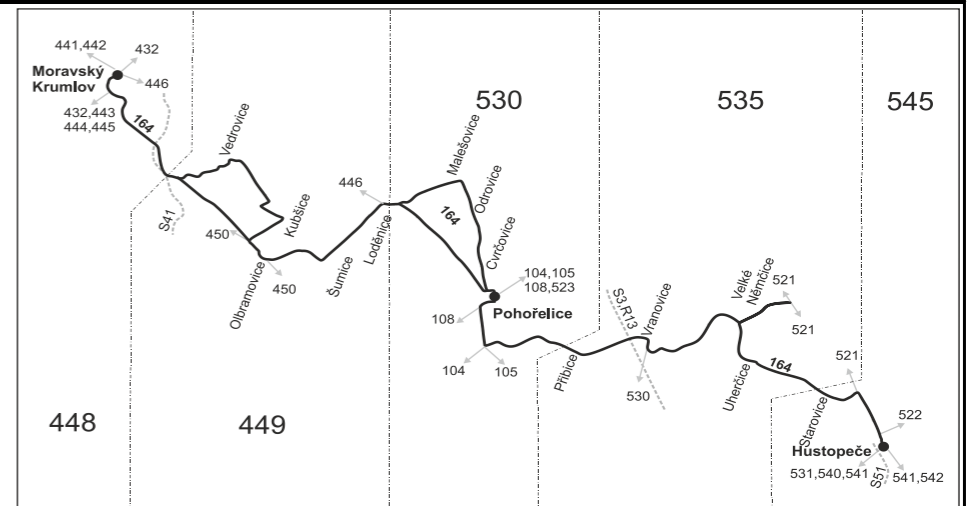 441,442
432
Moravský
Krumlov
446
432,443
444,445
164
Vedrovice
S41
450
Kubšice
450
Olbramovice
Šumice
Loděnice
446
530
Malešovice
Odrovice
164
Cvrčovice
104,105
108,523
Pohořelice
108
104
105
535
545
S3,R13
Vranovice
Velké
Němčice
521
521
Přibice
530
Uherčice
164
521
Starovice
522
Hustopeče
531,540,541
S51
541,542
448
449